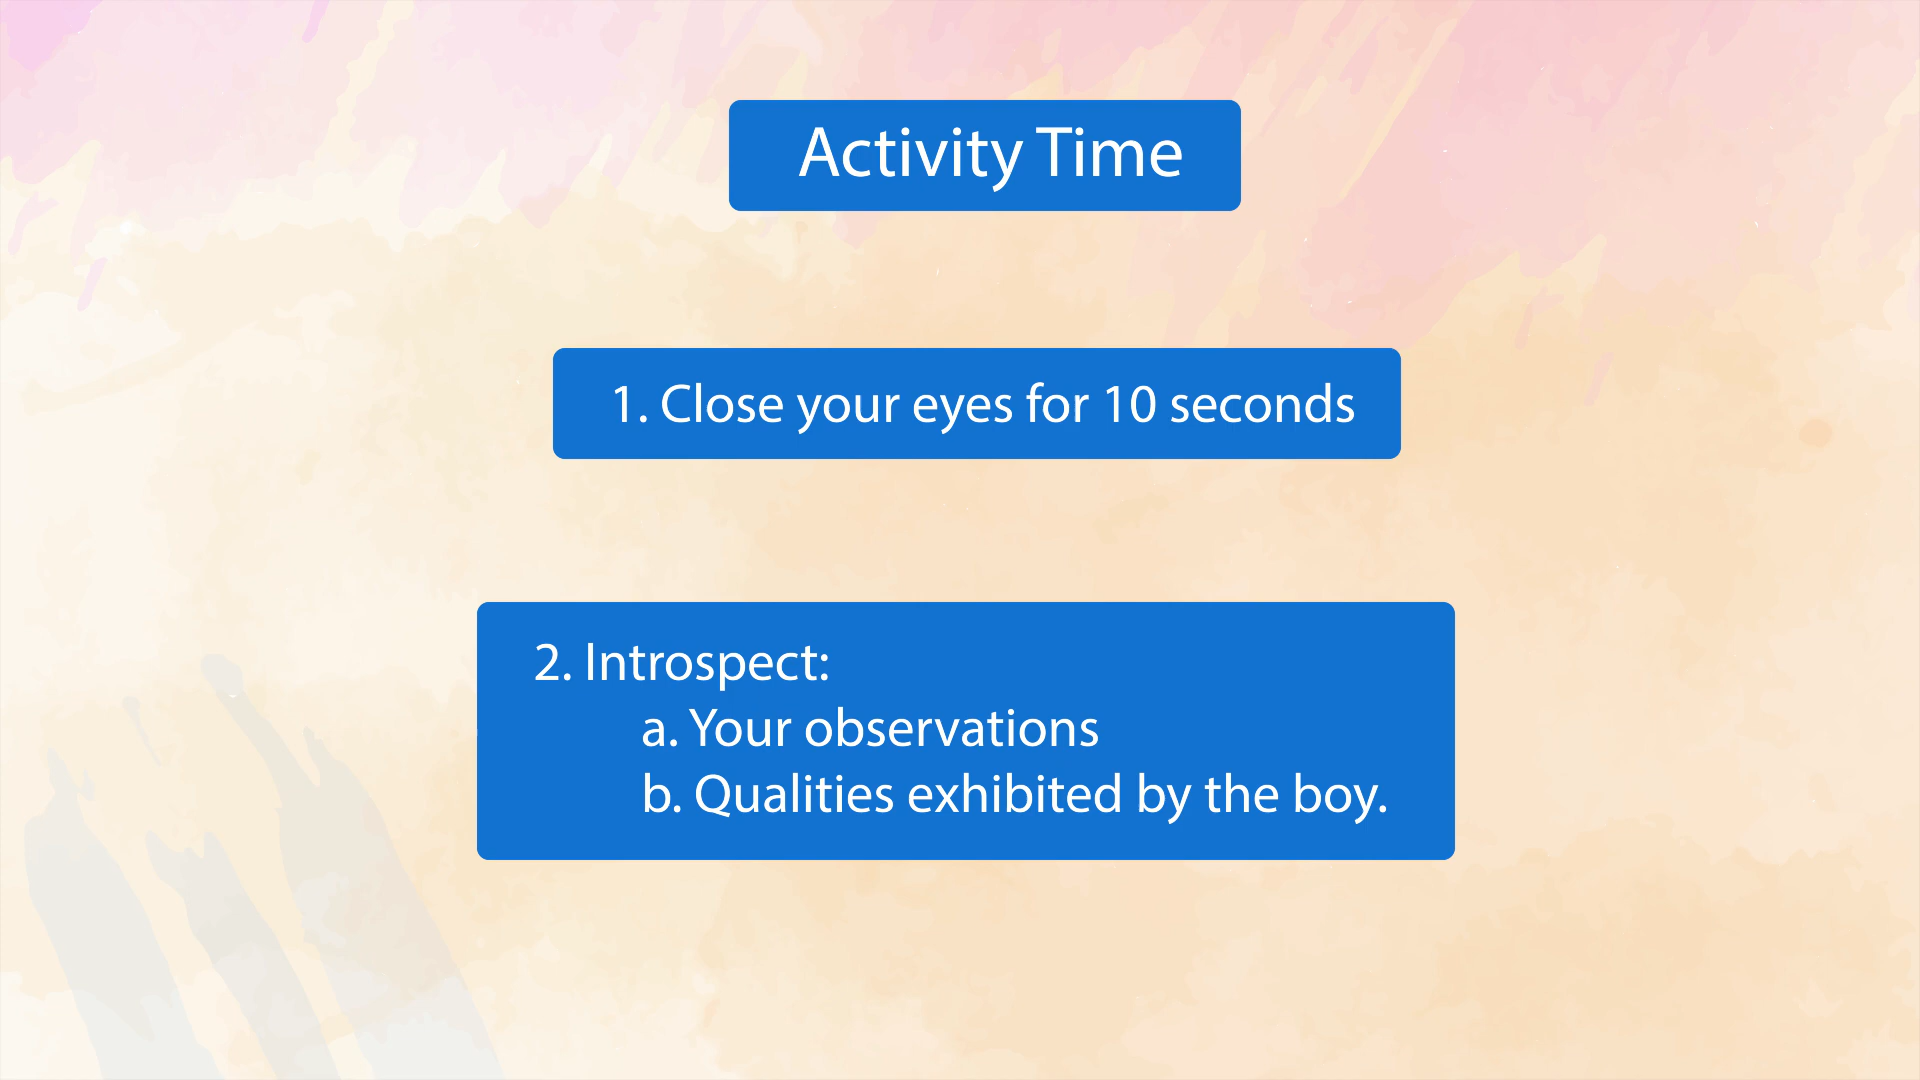 Activity Time
1. Close your eyes for 10 seconds
2. Introspect:
a. Your observations
b. Qualities exhibited by the boy.